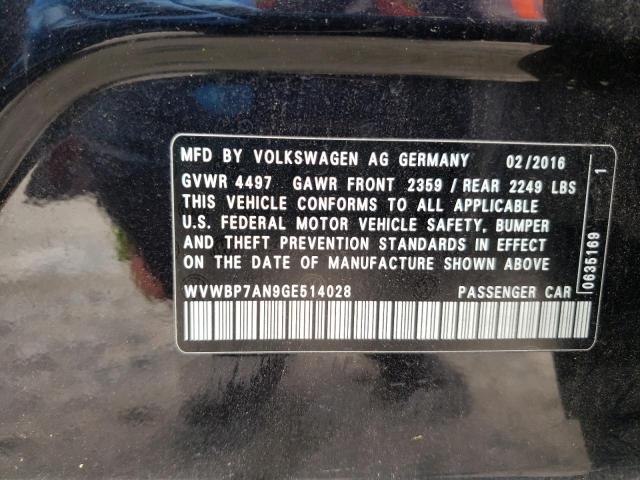 MFD BY VOLKSWAGEN AG GERMANY 02/2016
GVWR 4497 GAWR FRONT 2359 / REAR 2249 LBS
THIS VEHICLE CONFORMS TO ALL APPLICABLE
U.S. FEDERAL MOTOR VEHICLE SAFETY, BUMPER
AND THEFT PREVENTION STANDARDS IN EFFECT
ON THE DATE OF MANUFACTURE SHOWN ABOVE
WVWBP7AN9GE514028 PASSENGER CAR
0635169 1